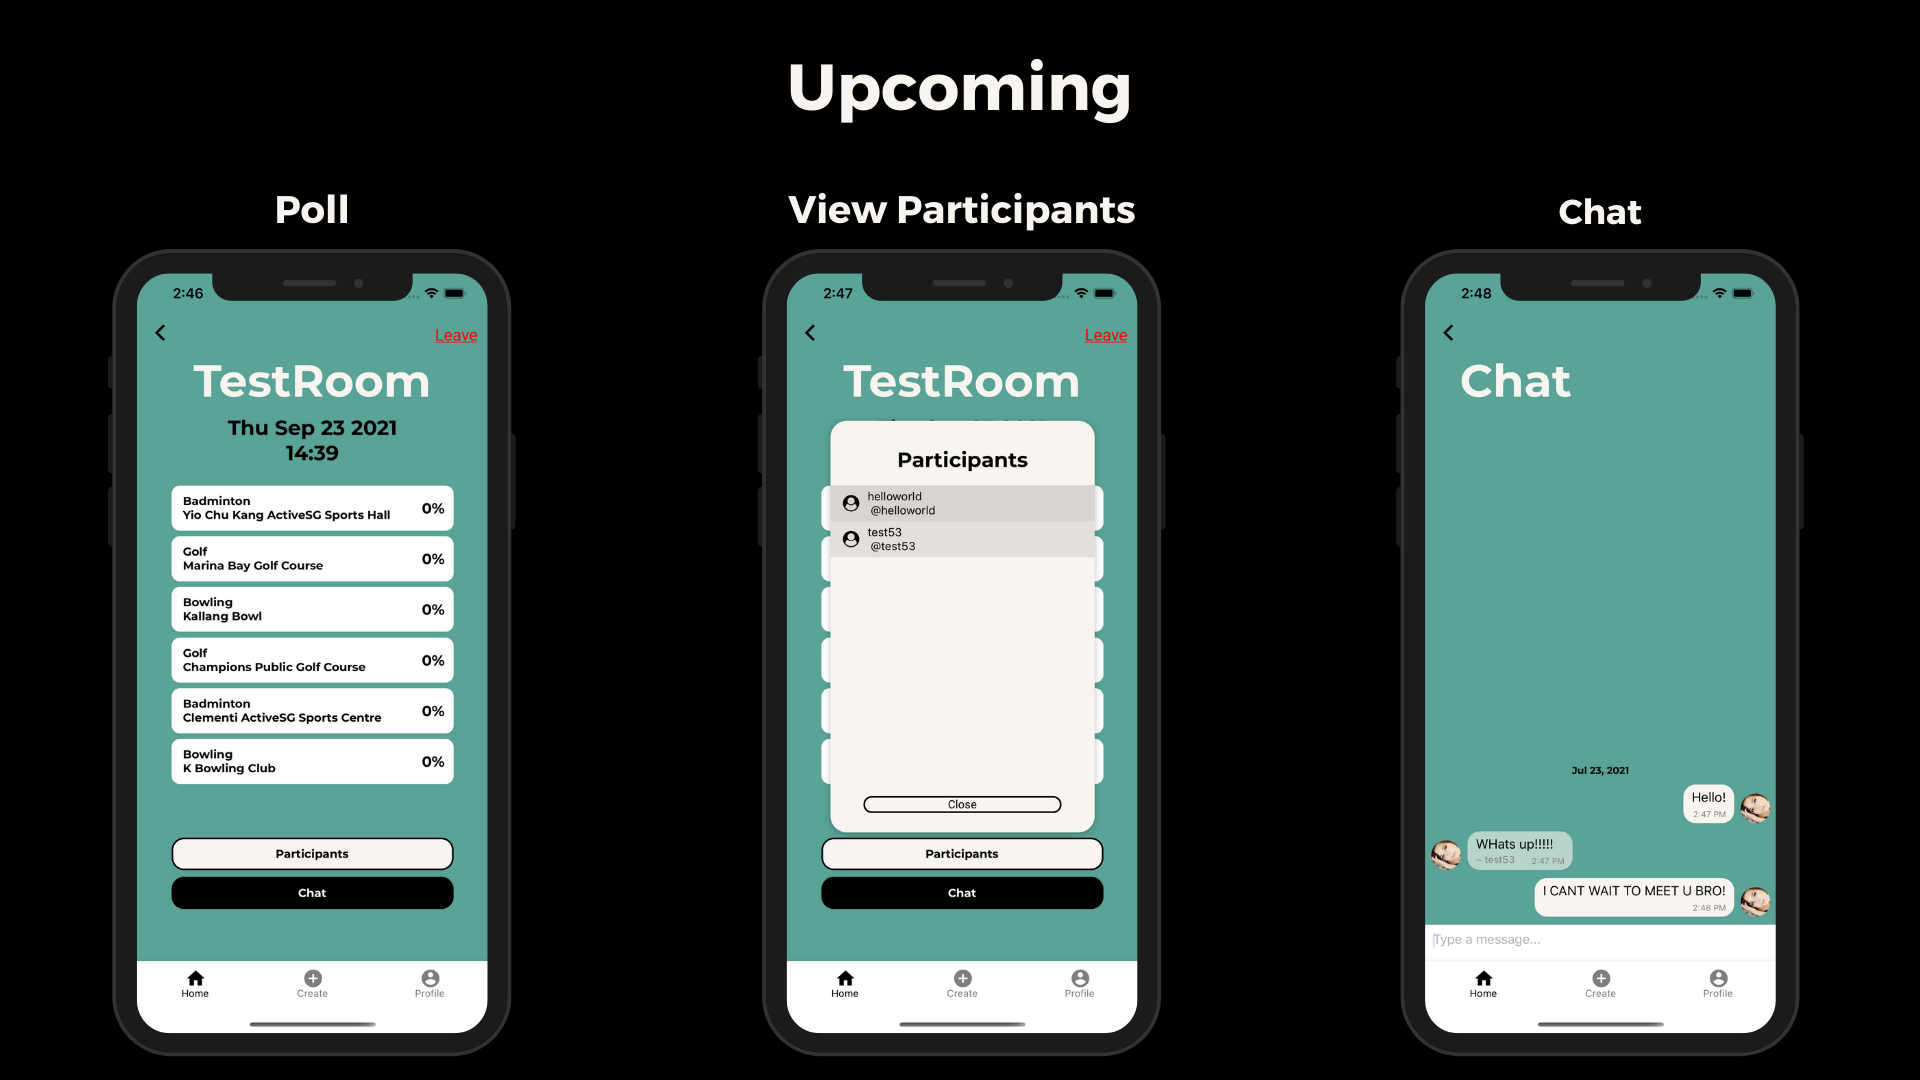 Upcoming
Poll
2:46
Leave
TestRoom
Thu Sep 23 2021
14:39
Badminton
Yio Chu Kang ActiveSG Sports Hall
0%
Golf
Marina Bay Golf Course
0%
Bowling
Kallang Bowl
0%
Golf
Champions Public Golf Course
0%
Badminton
Clementi ActiveSG Sports Centre
0%
Bowling
K Bowling Club
0%
Participants
Chat
Home
Create
Profile
View Participants
2:47
Leave
TestRoom
Participants
helloworld
@helloworld
test53
@test53
Close
Participants
Chat
Home
Create
Profile
Chat
2:48
Chat
Jul 23, 2021
Hello!
2:47 PM
WHats up!!!!!
~ test53 2:47 PM
I CANT WAIT TO MEET U BRO!
2:48 PM
Type a message...
Home
Create
Profile